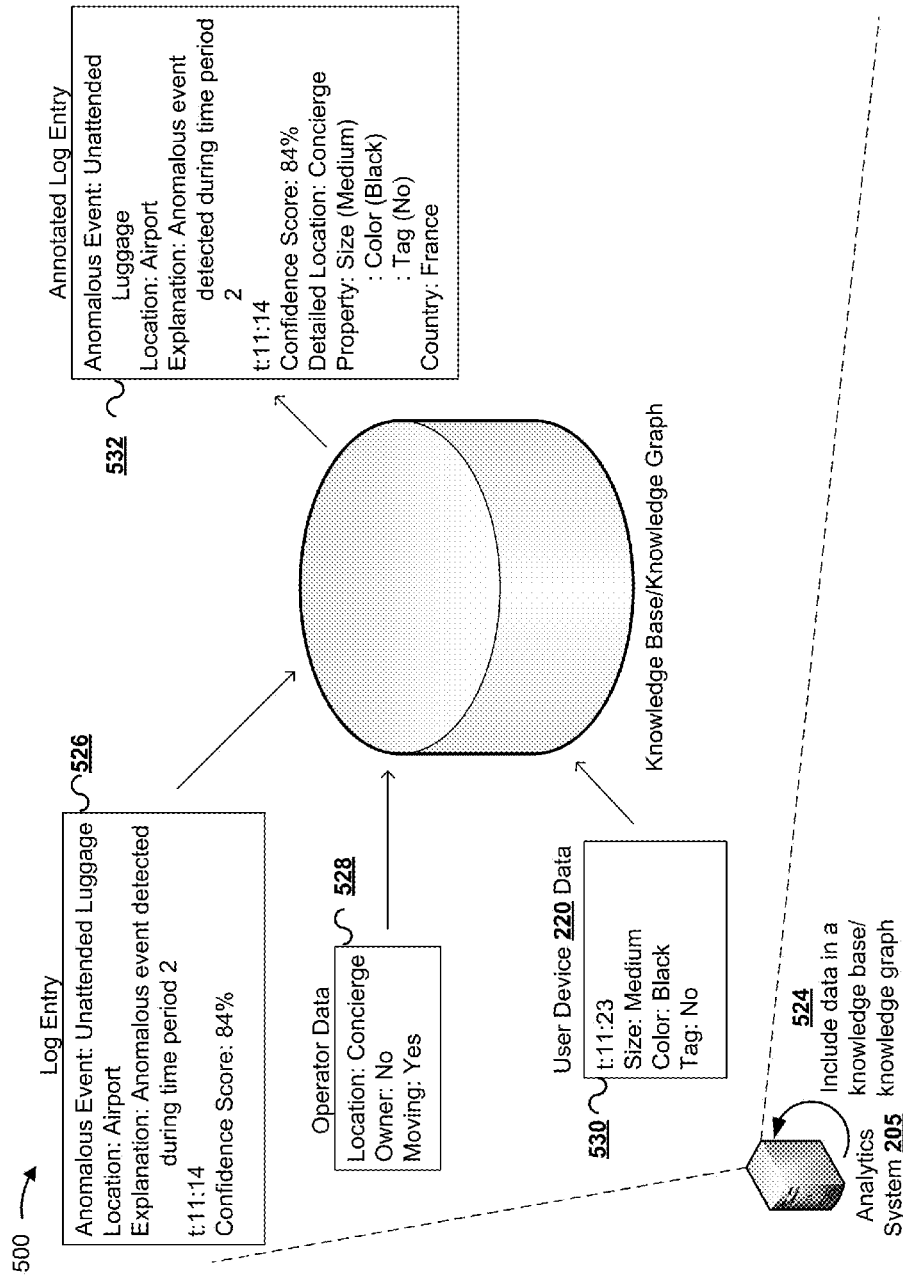 500
Log Entry
526
Anomalous Event: Unattended Luggage
Location: Airport
Explanation: Anomalous event detected
during time period 2
t:11:14
Confidence Score: 84%
Operator Data
528
Location: Concierge
Owner: No
Moving: Yes
User Device 220 Data
530
t:11:23
Size: Medium
Color: Black
Tag: No
Knowledge Base/Knowledge Graph
Annotated Log Entry
532
Anomalous Event: Unattended
Luggage
Location: Airport
Explanation: Anomalous event
detected during time period
2
t:11:14
Confidence Score: 84%
Detailed Location: Concierge
Property: Size (Medium)
: Color (Black)
: Tag (No)
Country: France
524
Include data in a
knowledge base/
knowledge graph
Analytics
System 205